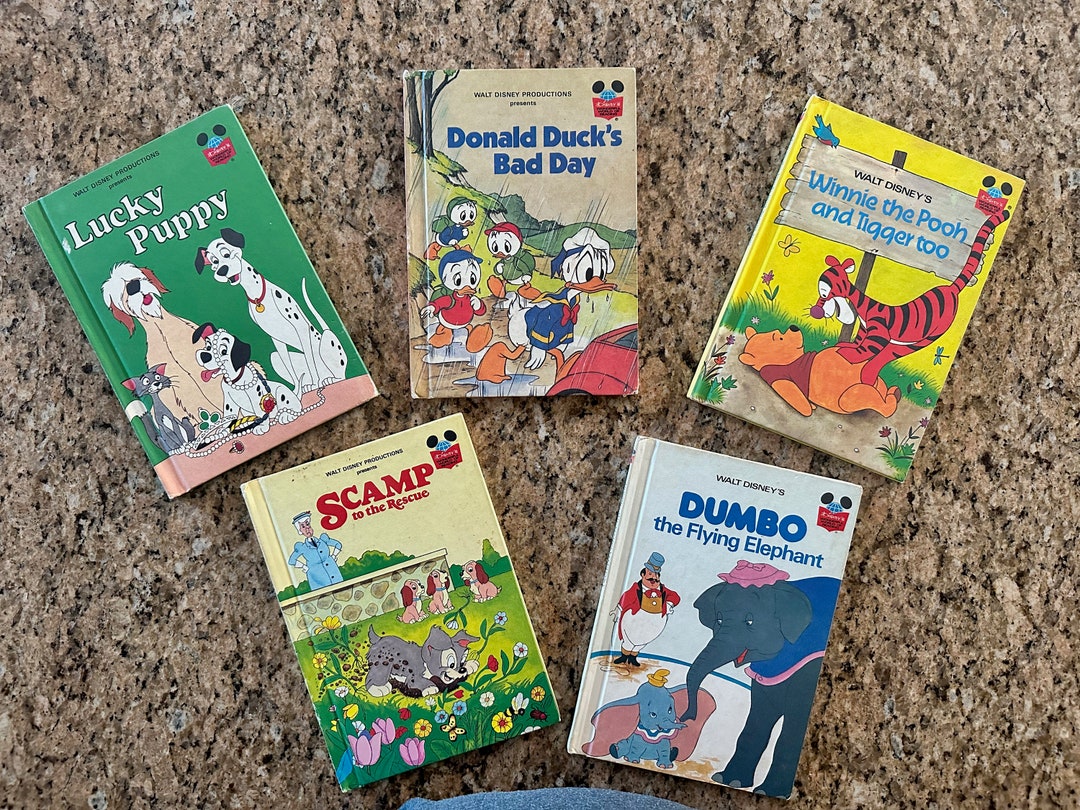 WALT DISNEY PRODUCTIONS
presents
Lucky
Puppy
WALT DISNEY PRODUCTIONS
presents
Donald Duck's
Bad Day
WALT DISNEY'S
Winnie the Pooh
and Tigger too
WALT DISNEY PRODUCTIONS
presents
SCAMP
to the Rescue
WALT DISNEY'S
DUMBO
the Flying Elephant